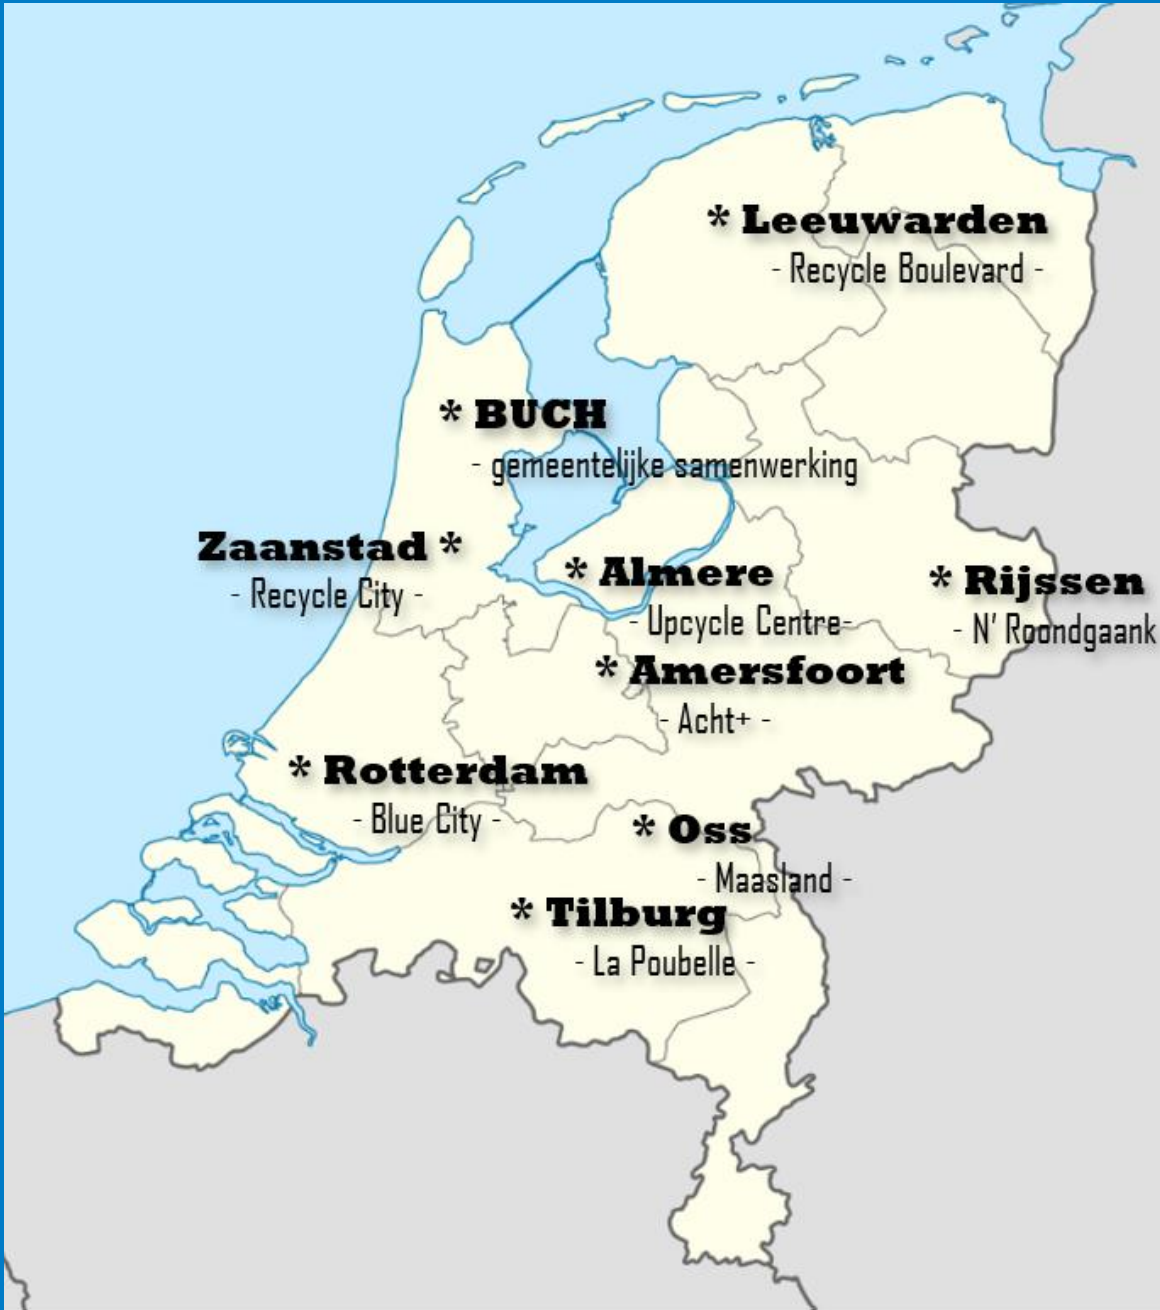 * Leeuwarden
- Recycle Boulevard -
* BUCH
- gemeentelijke samenwerking
Zaanstad *
- Recycle City -
* Almere
- Upcycle Centre-
* Rijssen
- N' Roondgaank
* Amersfoort
- Acht+ -
* Rotterdam
- Blue City -
* Oss
- Maasland -
* Tilburg
- La Poubelle -